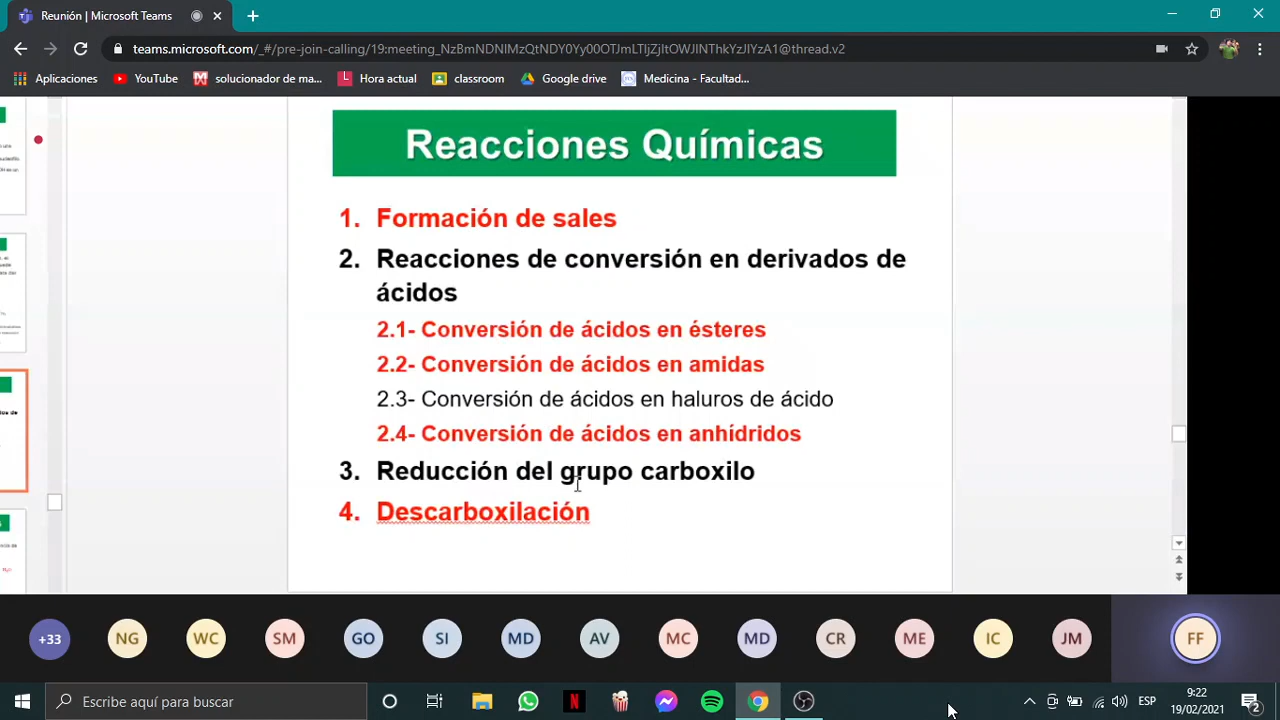 Reunión | Microsoft Teams
teams.microsoft.com/_#/pre-join-calling/19:meeting_NzBmNDNlMzQtNDY0Yy00OTJmLTljZjltOWJlNThkYzJlYzA1@thread.v2
Aplicaciones YouTube solucionador de ma... Hora actual classroom Google drive Medicina - Facultad...
Reacciones Químicas
1. Formación de sales
2. Reacciones de conversión en derivados de
ácidos
2.1- Conversión de ácidos en ésteres
2.2- Conversión de ácidos en amidas
2.3- Conversión de ácidos en haluros de ácido
2.4- Conversión de ácidos en anhídridos
3. Reducción del grupo carboxilo
4. Descarboxilación
+33 NG WC SM GO SI MD AV MC MD CR ME IC JM FF
Escribe aquí para buscar
ESP
9:22
19/02/2021
2